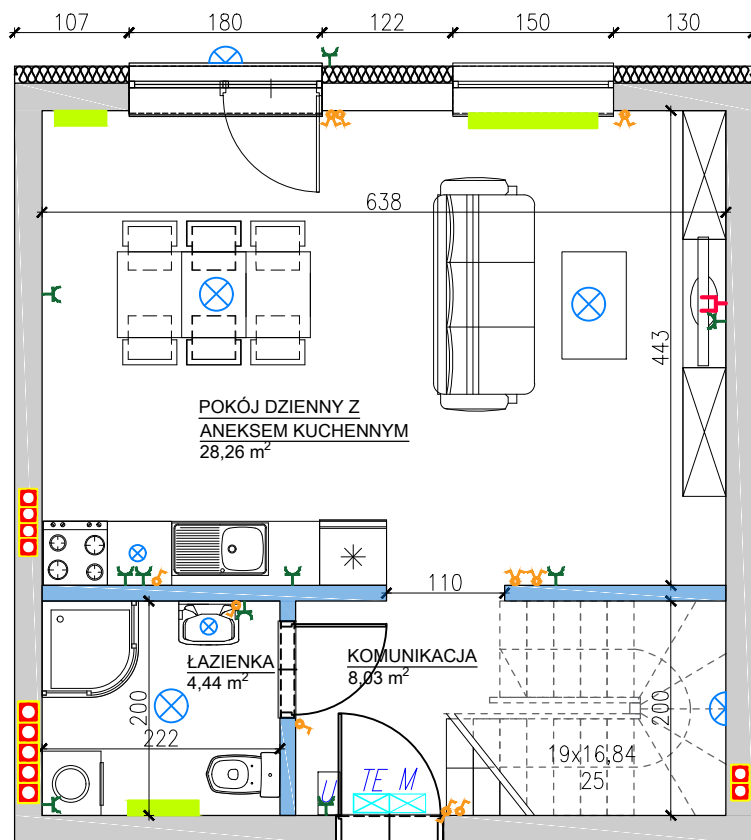 107 180 122 150 130
638
443
POKÓJ DZIENNY Z
ANEKSEM KUCHENNYM
28,26 m²
110
ŁAZIENKA
4,44 m²
KOMUNIKACJA
8,03 m²
200
200
222
19x16,84
25
U TE M